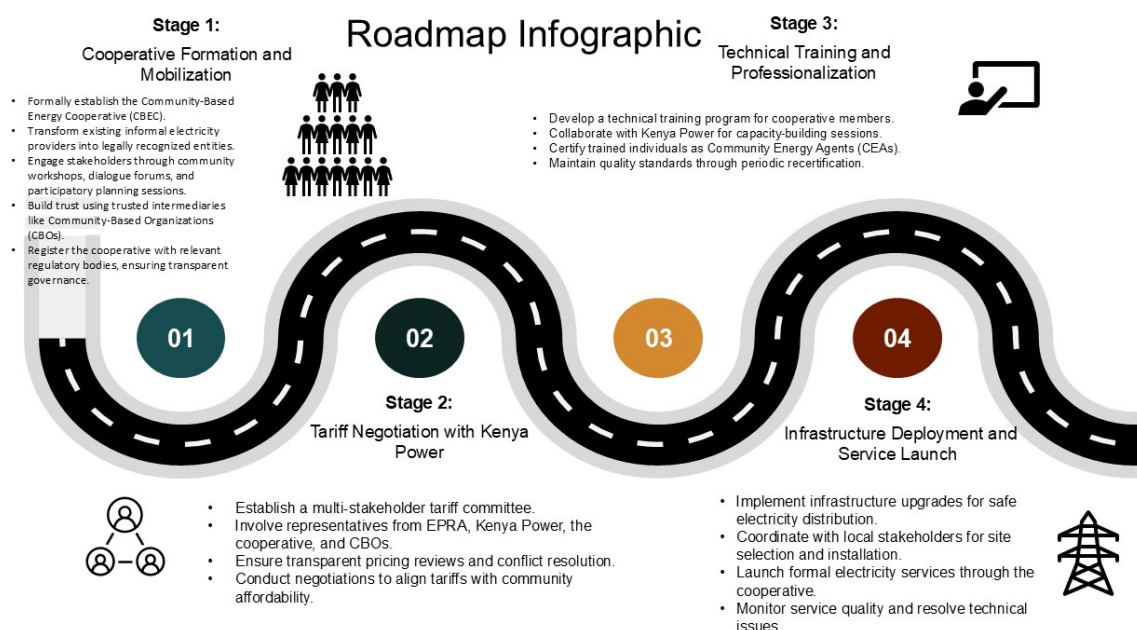 Roadmap Infographic
Stage 1:
Cooperative Formation and
Mobilization
• Formally establish the Community-Based
Energy Cooperative (CBEC).
• Transform existing informal electricity
providers into legally recognized entities.
• Engage stakeholders through community
workshops, dialogue forums, and
participatory planning sessions.
• Build trust using trusted intermediaries
like Community-Based Organizations
(CBOs).
• Register the cooperative with relevant
regulatory bodies, ensuring transparent
governance.
01
02
Stage 2:
Tariff Negotiation with Kenya
Power
• Establish a multi-stakeholder tariff committee.
• Involve representatives from EPRA, Kenya Power, the
cooperative, and CBOs.
• Ensure transparent pricing reviews and conflict resolution.
• Conduct negotiations to align tariffs with community
affordability.
Stage 3:
Technical Training and
Professionalization
• Develop a technical training program for cooperative members.
• Collaborate with Kenya Power for capacity-building sessions.
• Certify trained individuals as Community Energy Agents (CEAs).
• Maintain quality standards through periodic recertification.
03
04
Stage 4:
Infrastructure Deployment and
Service Launch
• Implement infrastructure upgrades for safe
electricity distribution.
• Coordinate with local stakeholders for site
selection and installation.
• Launch formal electricity services through the
cooperative.
• Monitor service quality and resolve technical
issues